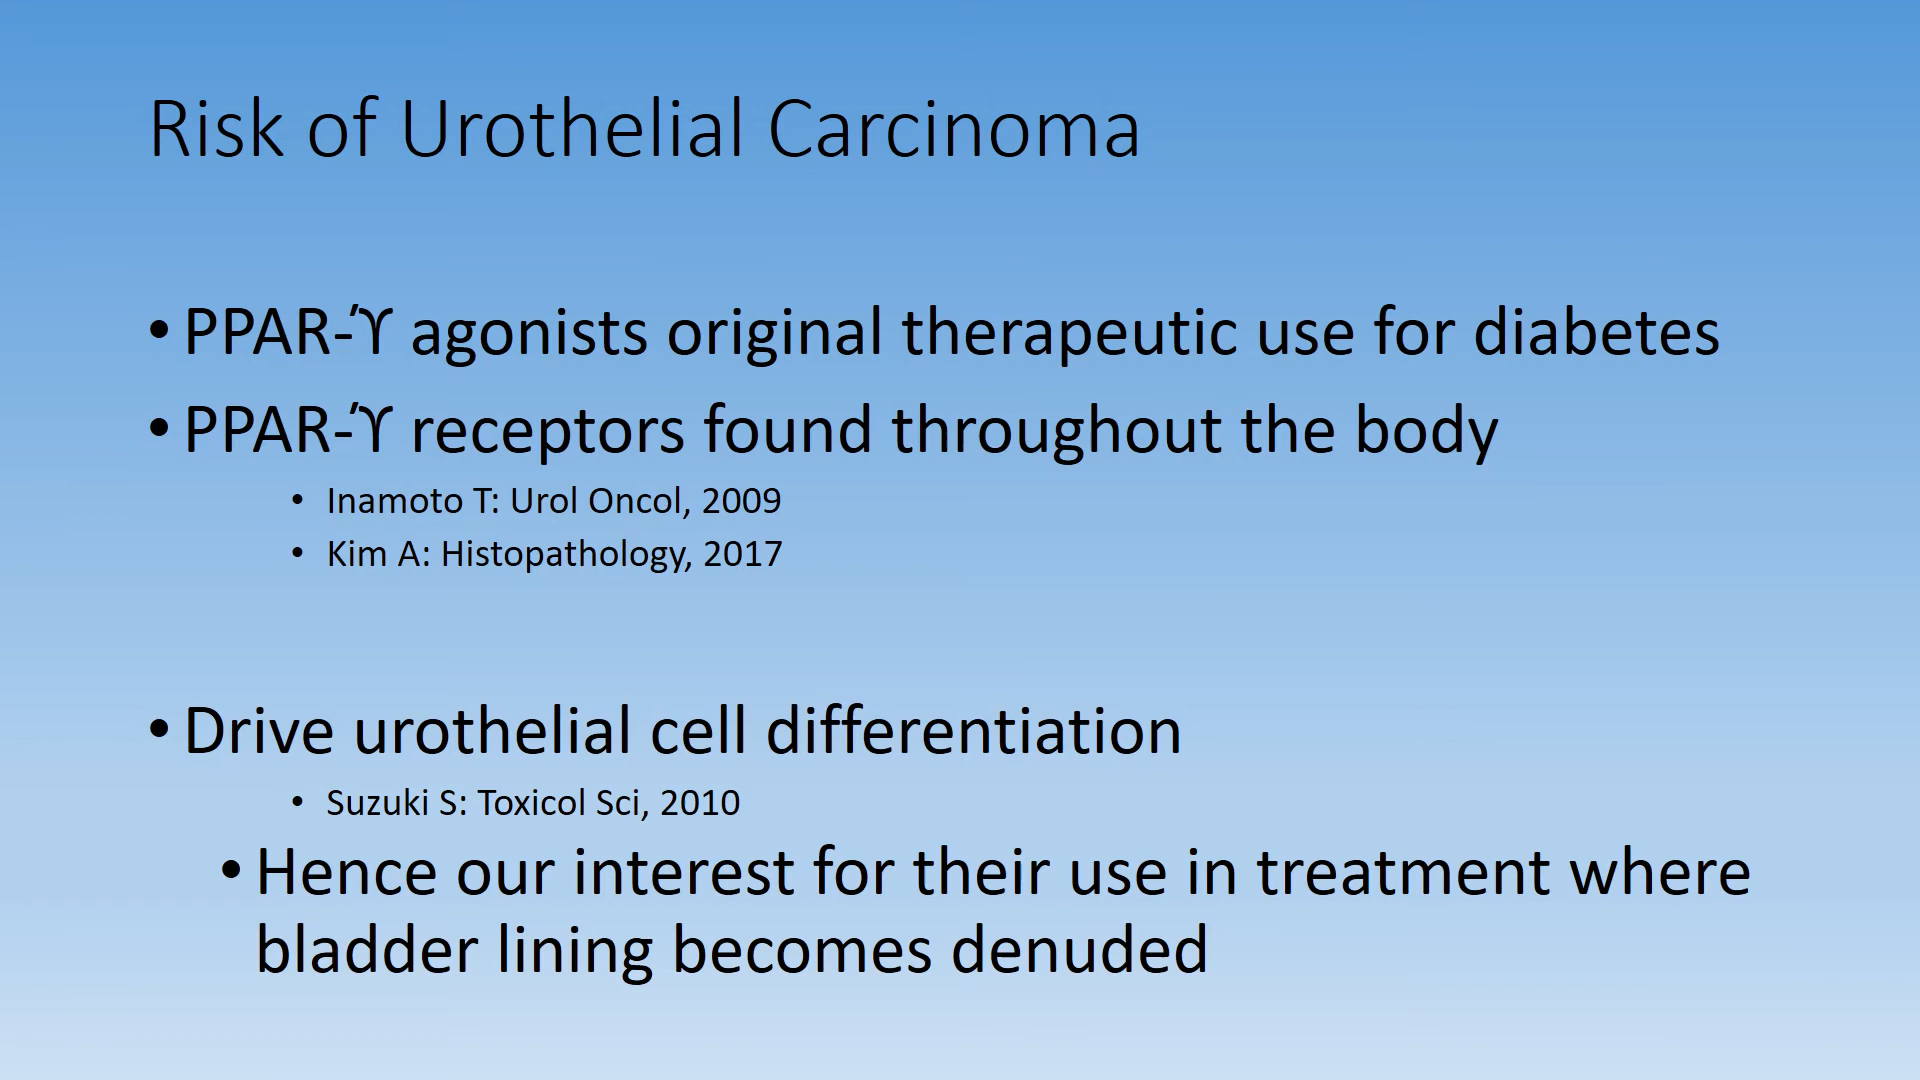 Risk of Urothelial Carcinoma
• PPAR-ϓ agonists original therapeutic use for diabetes
• PPAR-ϓ receptors found throughout the body
• Inamoto T: Urol Oncol, 2009
• Kim A: Histopathology, 2017
• Drive urothelial cell differentiation
• Suzuki S: Toxicol Sci, 2010
• Hence our interest for their use in treatment where
bladder lining becomes denuded